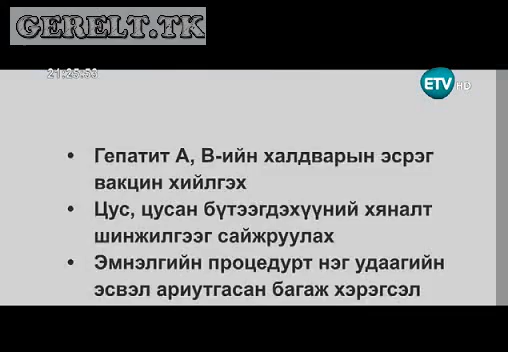 GERELT.TK
21:25:53
ETV HD
• Гепатит А, В-ийн халдварын эсрэг
вакцин хийлгэх
• Цус, цусан бүтээгдэхүүний хяналт
шинжилгээг сайжруулах
• Эмнэлгийн процедурт нэг удаагийн
эсвэл ариутгасан багаж хэрэгсэл